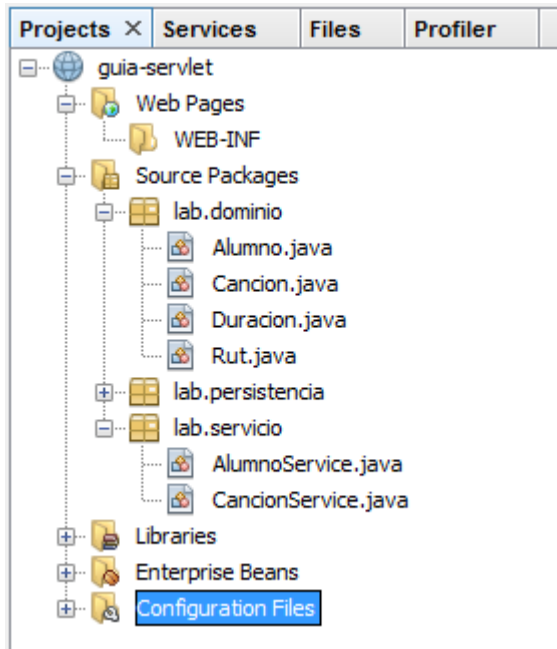 Projects × Services Files Profiler
guia-servlet
Web Pages
WEB-INF
Source Packages
lab.dominio
Alumno.java
Cancion.java
Duracion.java
Rut.java
lab.persistencia
lab.servicio
AlumnoService.java
CancionService.java
Libraries
Enterprise Beans
Configuration Files